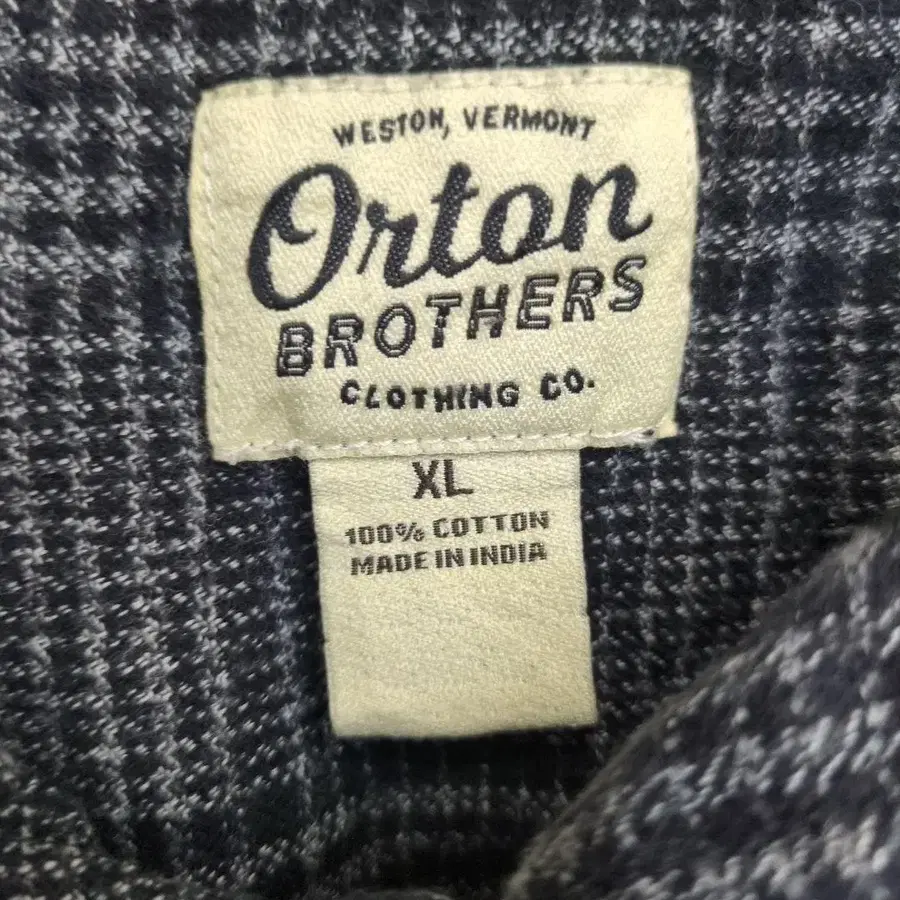 WESTON, VERMONT
Orton
BROTHERS
CLOTHING CO.
XL
100% COTTON
MADE IN INDIA